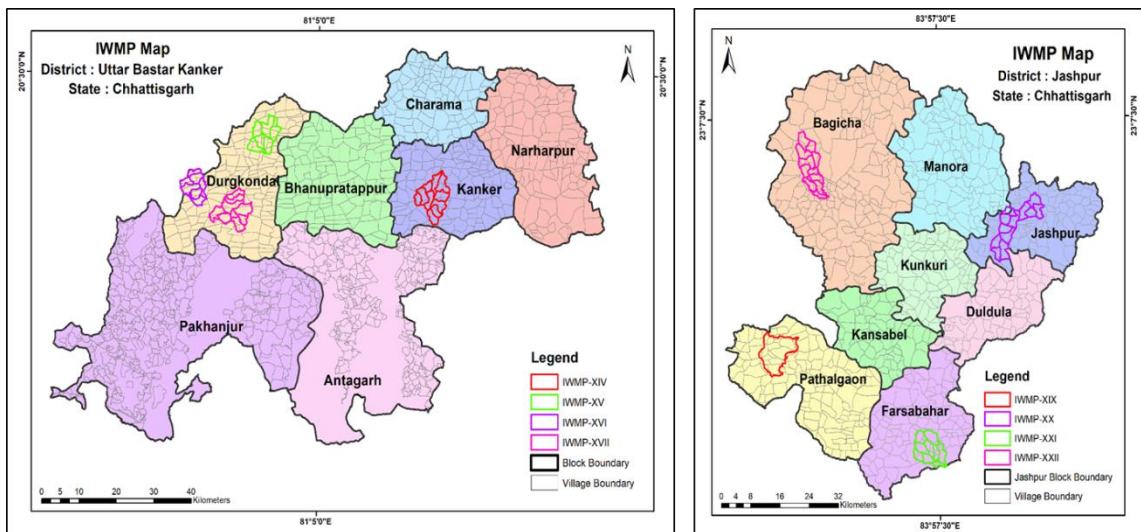 81°5'0"E
IWMP Map
District : Uttar Bastar Kanker
State : Chhattisgarh
N
20°30'0"N
20°30'0"N
Charama
Narharpur
Durgkondal
Bhanupratappur
Kanker
Pakhanjur
Antagarh
Legend
IWMP-XIV
IWMP-XV
IWMP-XVI
IWMP-XVII
Block Boundary
Village Boundary
0 5 10 20 30 40
Kilometers
81°5'0"E
83°57'30"E
N
IWMP Map
District : Jashpur
State : Chhattisgarh
23°7'30"N
23°7'30"N
Bagicha
Manora
Jashpur
Kunkuri
Duldula
Kansabel
Pathalgaon
Farsabahar
Legend
IWMP-XIX
IWMP-XX
IWMP-XXI
IWMP-XXII
Jashpur Block Boundary
Village Boundary
0 4 8 16 24 32
Kilometers
83°57'30"E